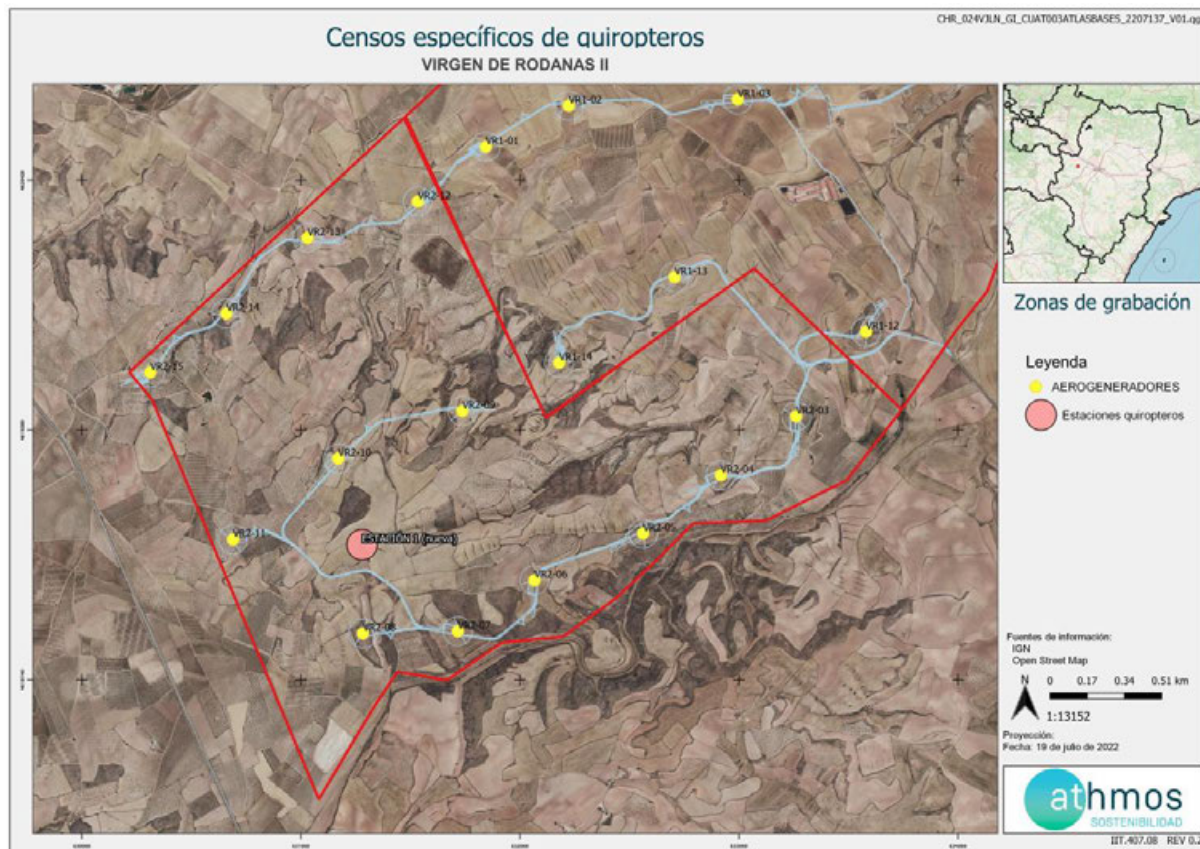 Censos específicos de quiropteros
VIRGEN DE RODANAS II
VR1-02
VR1-03
VR1-01
VR2-12
VR2-13
VR1-13
VR2-14
VR1-12
VR1-14
VR2-15
VR2-09
VR2-03
VR2-10
VR2-04
VR2-05
VR2-11
ESTACIÓN 1 (nueva)
VR2-06
VR2-08
VR2-07
Zonas de grabación
Leyenda
AEROGENERADORES
Estaciones quiropteros
Fuentes de información:
IGN
Open Street Map
N
0 0.17 0.34 0.51 km
1:13152
Proyección:
Fecha: 19 de julio de 2022
athmos
SOSTENIBILIDAD